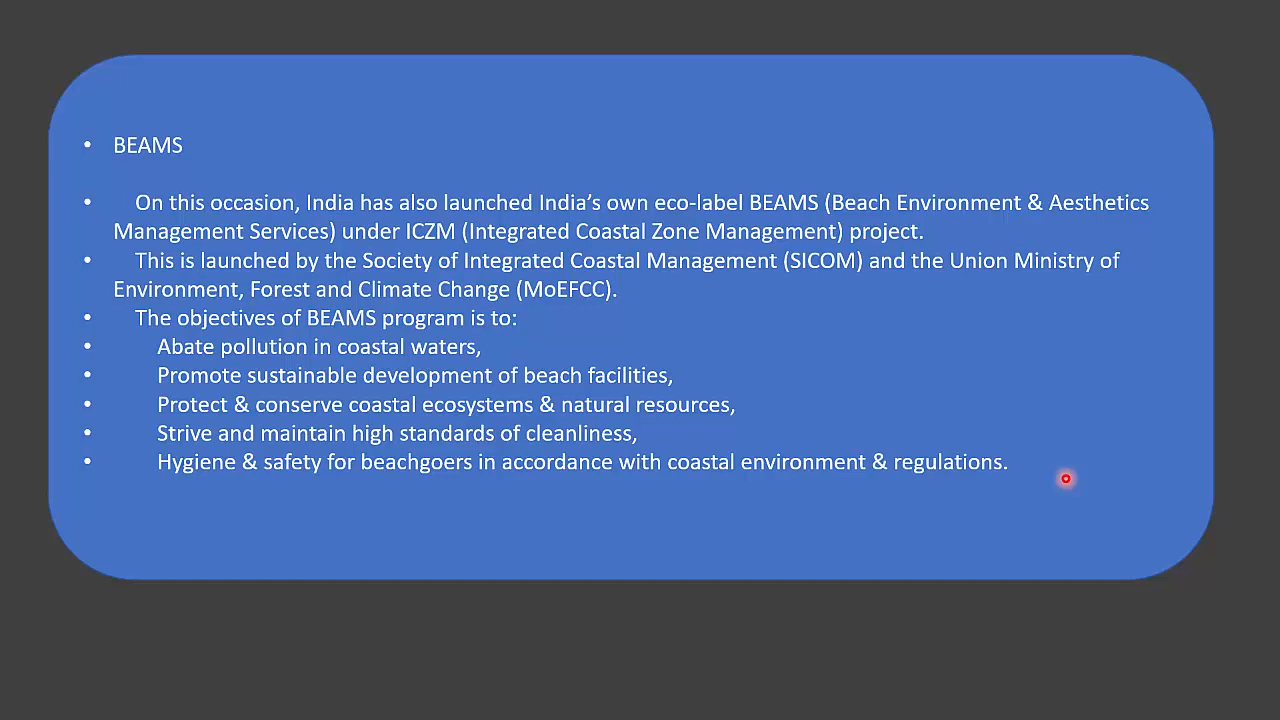 • BEAMS
• On this occasion, India has also launched India’s own eco-label BEAMS (Beach Environment & Aesthetics
Management Services) under ICZM (Integrated Coastal Zone Management) project.
• This is launched by the Society of Integrated Coastal Management (SICOM) and the Union Ministry of
Environment, Forest and Climate Change (MoEFCC).
• The objectives of BEAMS program is to:
• Abate pollution in coastal waters,
• Promote sustainable development of beach facilities,
• Protect & conserve coastal ecosystems & natural resources,
• Strive and maintain high standards of cleanliness,
• Hygiene & safety for beachgoers in accordance with coastal environment & regulations.